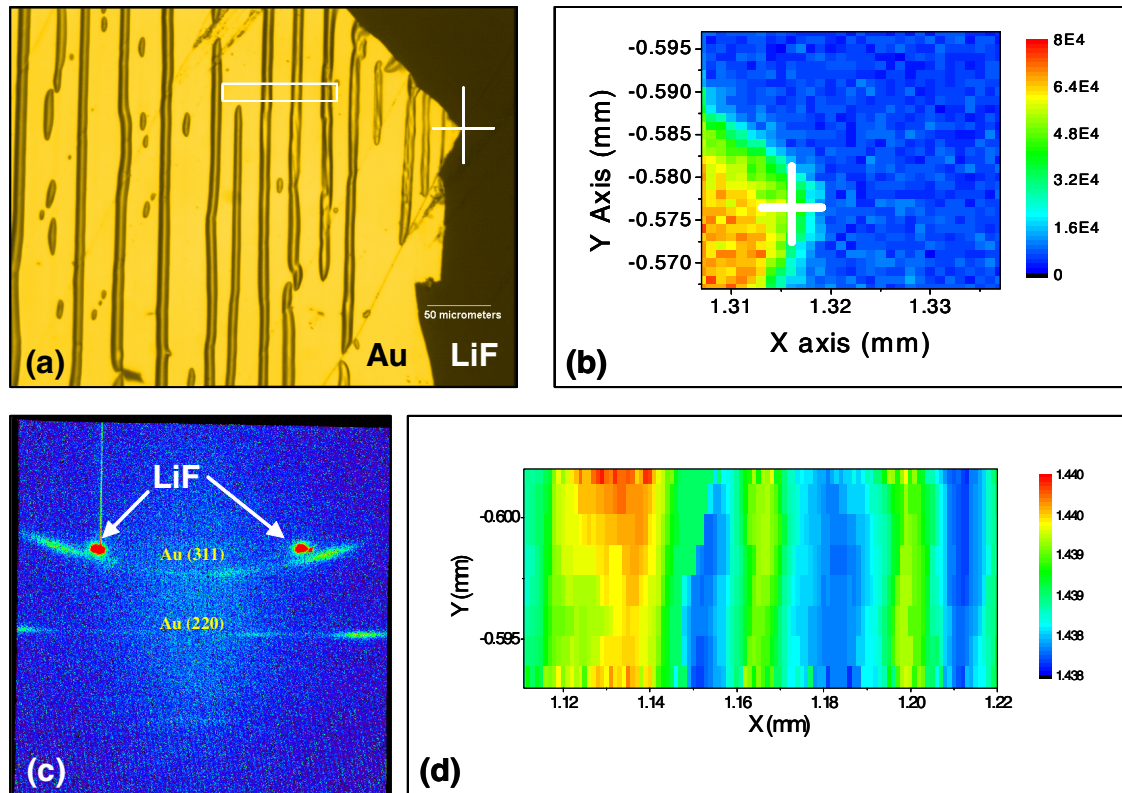 50 micrometers
Au
LiF
(a)
-0.595
-0.590
-0.585
-0.580
-0.575
-0.570
Y Axis (mm)
1.31
1.32
1.33
X axis (mm)
8E4
6.4E4
4.8E4
3.2E4
1.6E4
0
(b)
LiF
Au (311)
Au (220)
(c)
-0.600
-0.595
Y (mm)
1.12
1.14
1.16
1.18
1.20
1.22
X (mm)
1.440
1.440
1.439
1.439
1.438
1.438
(d)